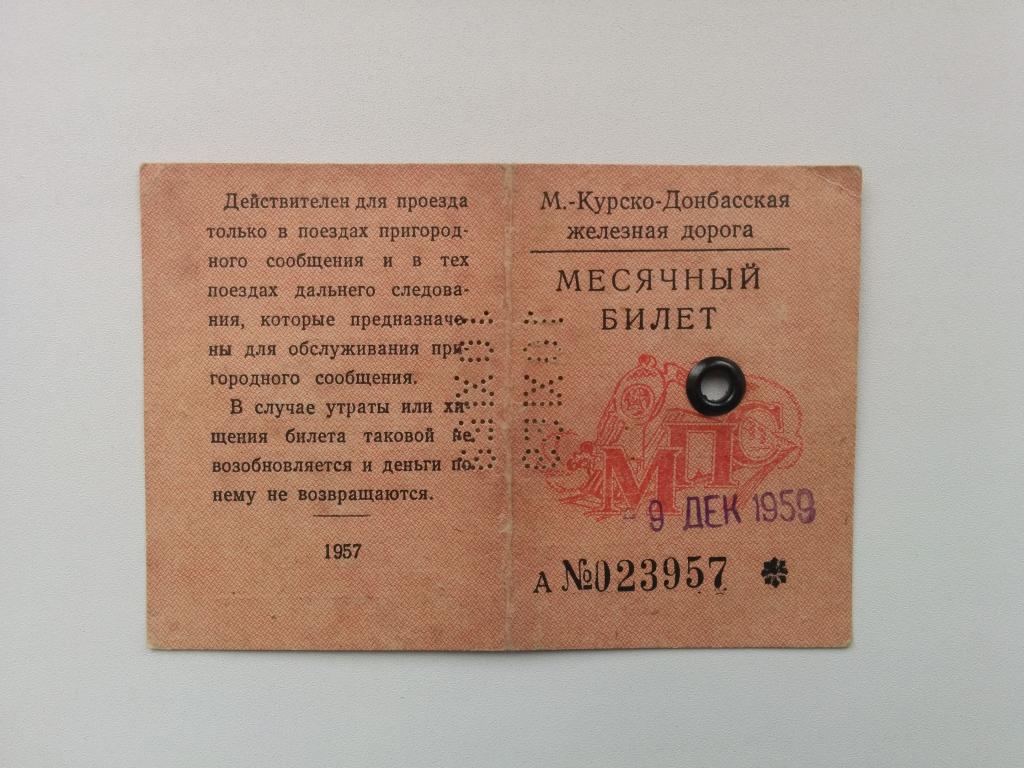 Действителен для проезда
только в поездах пригород-
ного сообщения и в тех
поездах дальнего следова-
ния, которые предназначе-
ны для обслуживания при-
городного сообщения.
В случае утраты или хи-
щения билета таковой не
возобновляется и деньги по
нему не возвращаются.
1957
М.-Курско-Донбасская
железная дорога
МЕСЯЧНЫЙ
БИЛЕТ
МПС
- 9 ДЕК 1959
А №023957